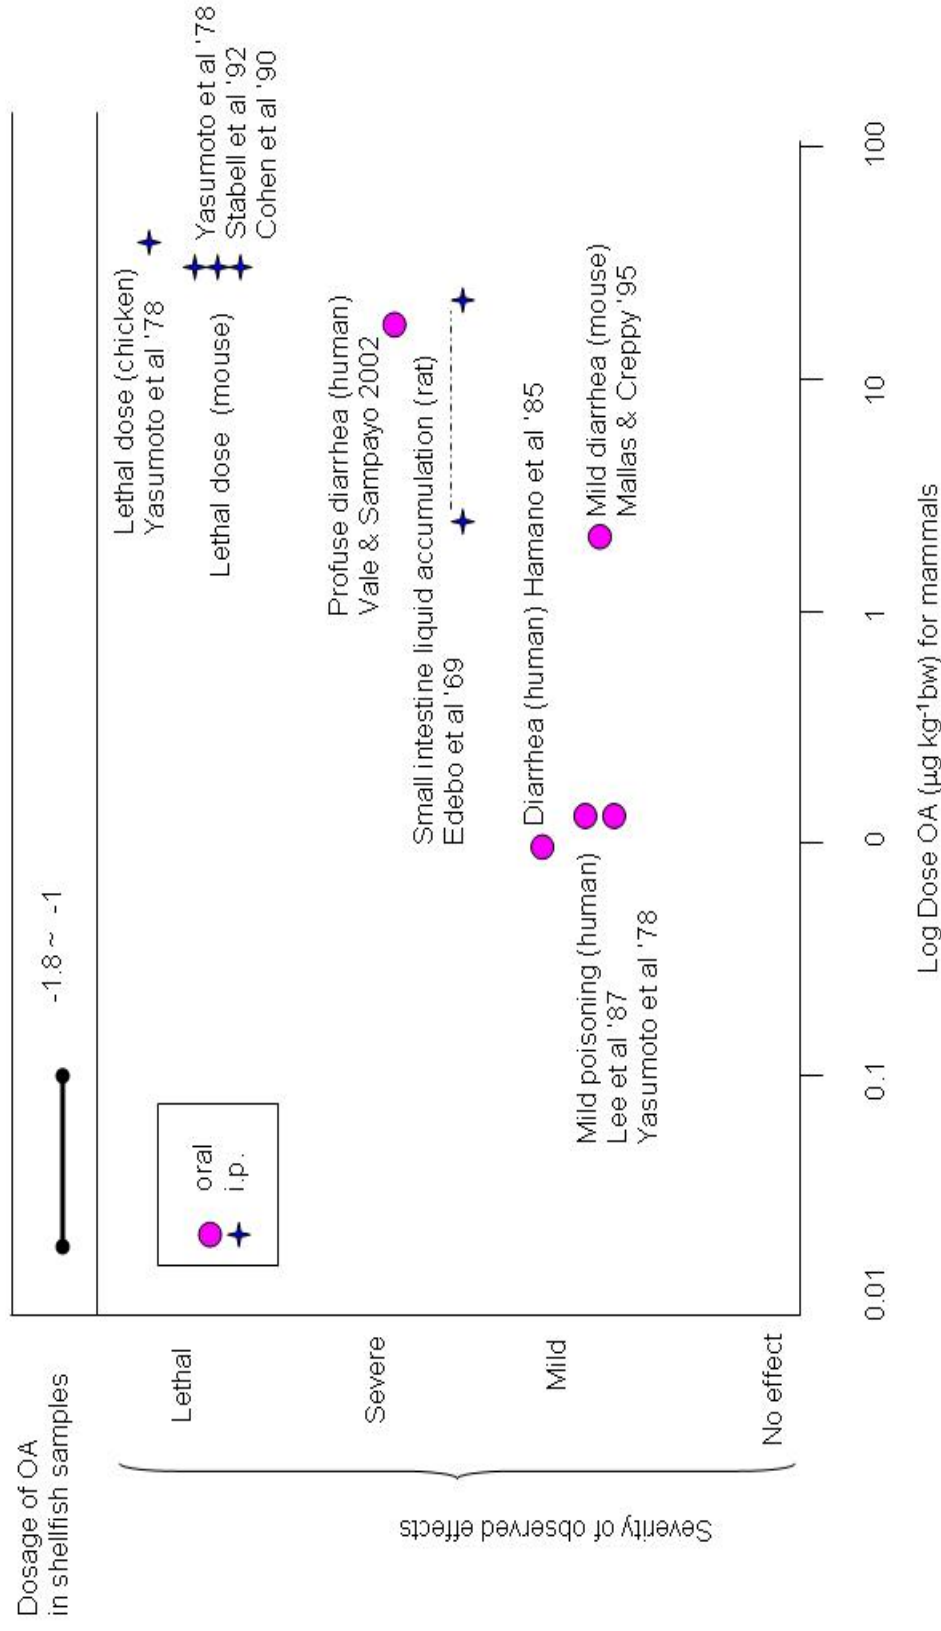 Dosage of OA
in shellfish samples
-1.8 ~ -1
Lethal
Severe
Mild
No effect
Severity of observed effects
oral
i.p.
Lethal dose (chicken)
Yasumoto et al '78
Lethal dose (mouse)
Yasumoto et al '78
Stabell et al '92
Cohen et al '90
Profuse diarrhea (human)
Vale & Sampayo 2002
Small intestine liquid accumulation (rat)
Edebo et al '69
Diarrhea (human) Hamano et al '85
Mild diarrhea (mouse)
Mallas & Creppy '95
Mild poisoning (human)
Lee et al '87
Yasumoto et al '78
0.01
0.1
0
1
10
100
Log Dose OA (µg kg-1bw) for mammals